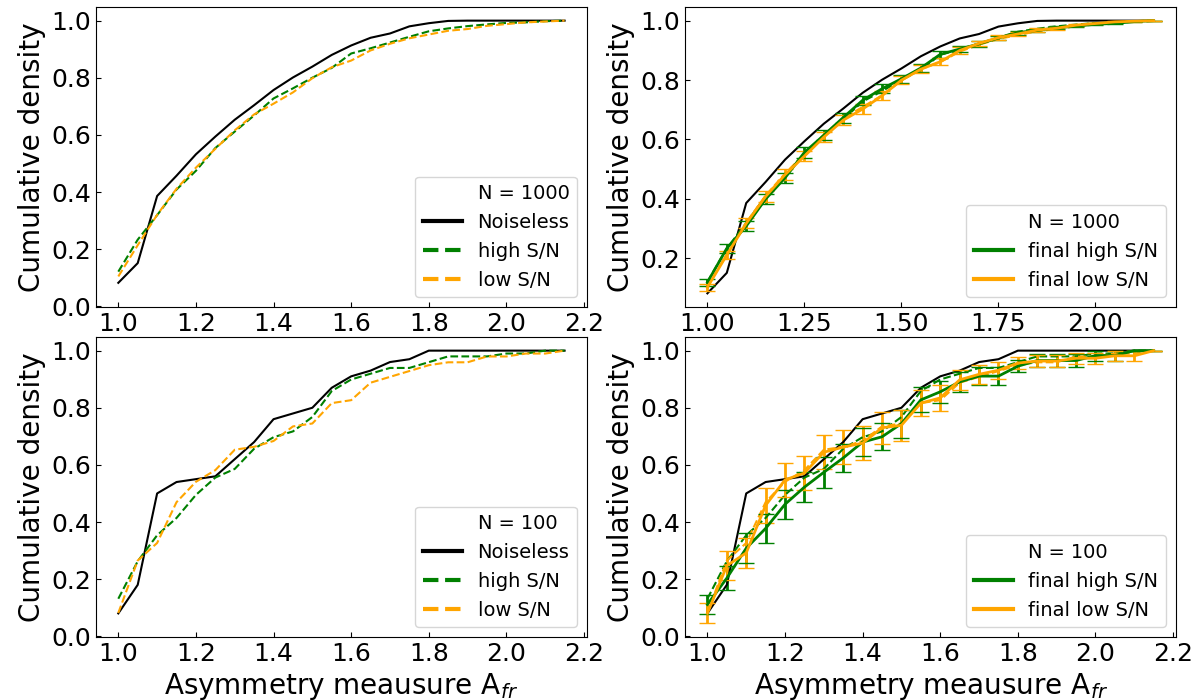 Cumulative density
1.0
0.8
0.6
0.4
0.2
0.0
N = 1000
Noiseless
high S/N
low S/N
1.0 1.2 1.4 1.6 1.8 2.0 2.2
Cumulative density
1.0
0.8
0.6
0.4
0.2
N = 1000
final high S/N
final low S/N
1.00 1.25 1.50 1.75 2.00
Cumulative density
1.0
0.8
0.6
0.4
0.2
0.0
N = 100
Noiseless
high S/N
low S/N
1.0 1.2 1.4 1.6 1.8 2.0 2.2
Asymmetry meausure A_{fr}
Cumulative density
1.0
0.8
0.6
0.4
0.2
0.0
N = 100
final high S/N
final low S/N
1.0 1.2 1.4 1.6 1.8 2.0 2.2
Asymmetry meausure A_{fr}